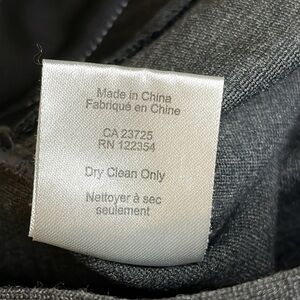 Made in China
Fabriqué en Chine
CA 23725
RN 122354
Dry Clean Only
Nettoyer à sec
seulement